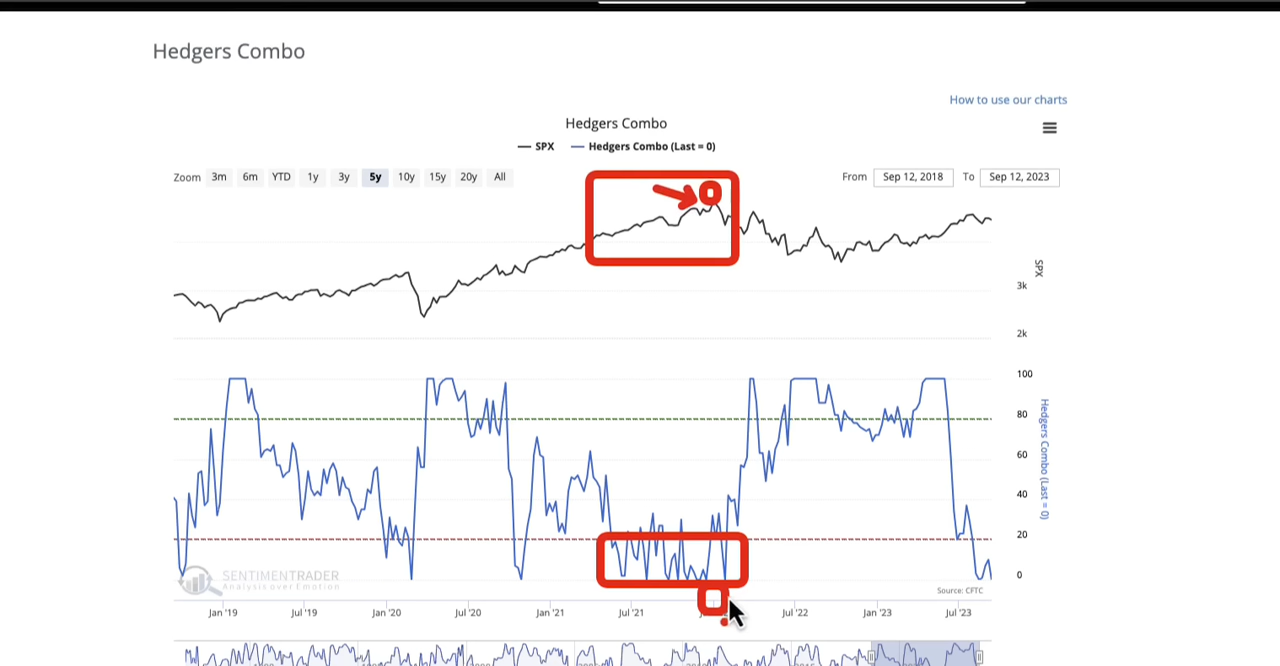 Hedgers Combo
How to use our charts
Hedgers Combo
SPX Hedgers Combo (Last = 0)
Zoom 3m 6m YTD 1y 3y 5y 10y 15y 20y All From Sep 12, 2018 To Sep 12, 2023
SPX
3k
2k
100
80
60
40
20
0
Hedgers Combo (Last = 0)
SENTIMENTRADER
Analysis over Emotion
Source: CFTC
Jan '19 Jul '19 Jan '20 Jul '20 Jan '21 Jul '21 Jul '22 Jan '23 Jul '23